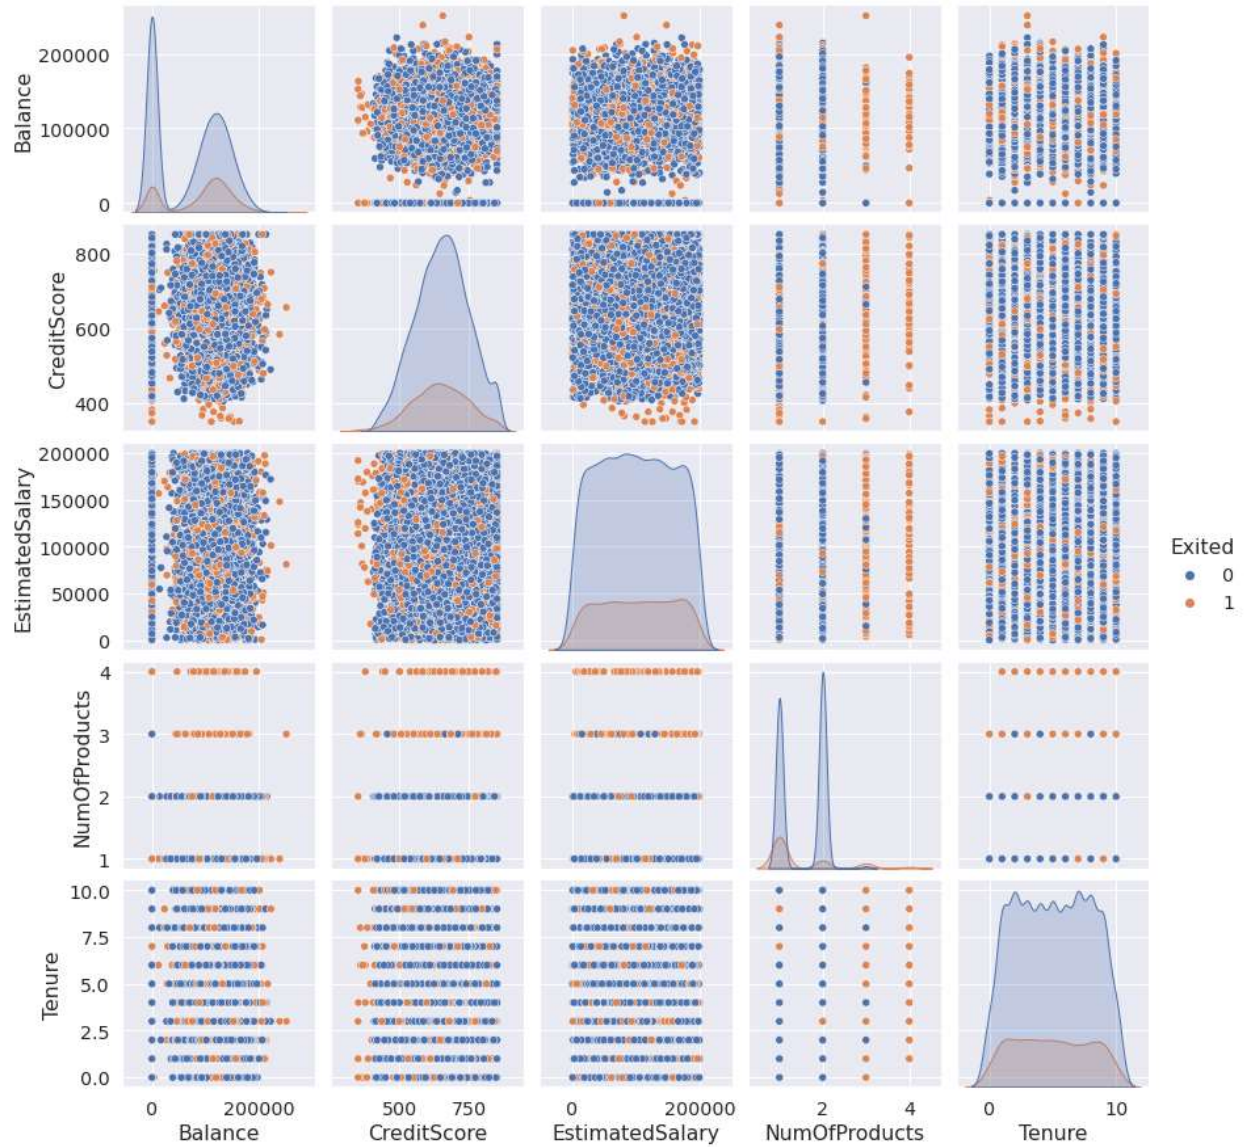 Balance
200000
100000
0
CreditScore
800
600
400
EstimatedSalary
200000
150000
100000
50000
0
Exited
0
1
NumOfProducts
4
3
2
1
Tenure
10.0
7.5
5.0
2.5
0.0
0 200000 500 750 0 200000 2 4 0 10
Balance CreditScore EstimatedSalary NumOfProducts Tenure